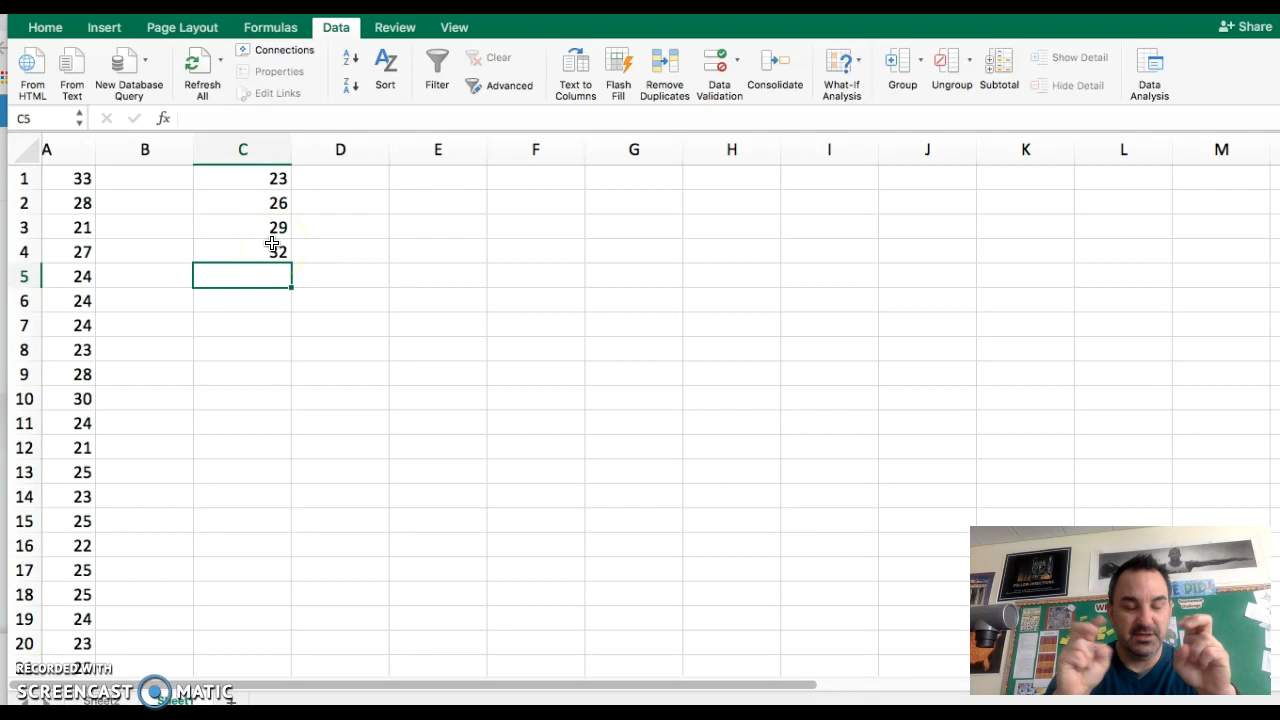 Home Insert Page Layout Formulas Data Review View Share
From HTML
From Text
New Database Query
Refresh All
Connections
Properties
Edit Links
Sort
Filter
Clear
Advanced
Text to Columns
Flash Fill
Remove Duplicates
Data Validation
Consolidate
What-If Analysis
Group
Ungroup
Subtotal
Show Detail
Hide Detail
Data Analysis
C5 fx
A B C D E F G H I J K L M
1 33 23
2 28 26
3 21 29
4 27 32
5 24
6 24
7 24
8 23
9 28
10 30
11 24
12 21
13 25
14 23
15 25
16 22
17 25
18 25
19 24
20 23
RECORDED WITH
SCREENCAST MATIC
Sheet2 Sheet1 +
FOLLOW DIRECTIONS